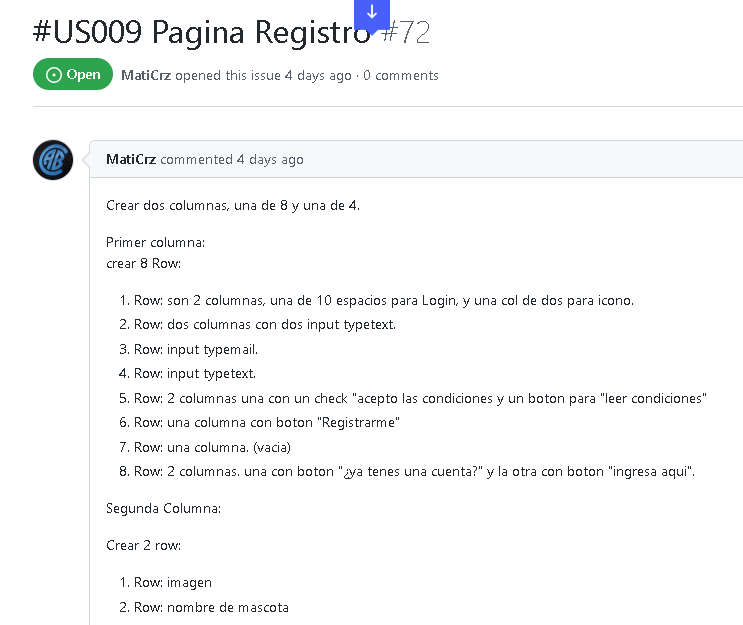 #US009 Pagina Registro #72
Open MatiCrz opened this issue 4 days ago · 0 comments
MatiCrz commented 4 days ago
Crear dos columnas, una de 8 y una de 4.
Primer columna:
crear 8 Row:
1. Row: son 2 columnas, una de 10 espacios para Login, y una col de dos para icono.
2. Row: dos columnas con dos input typetext.
3. Row: input typemail.
4. Row: input typetext.
5. Row: 2 columnas una con un check "acepto las condiciones y un boton para "leer condiciones"
6. Row: una columna con boton "Registrarme"
7. Row: una columna. (vacia)
8. Row: 2 columnas. una con boton "¿ya tenes una cuenta?" y la otra con boton "ingresa aqui".
Segunda Columna:
Crear 2 row:
1. Row: imagen
2. Row: nombre de mascota